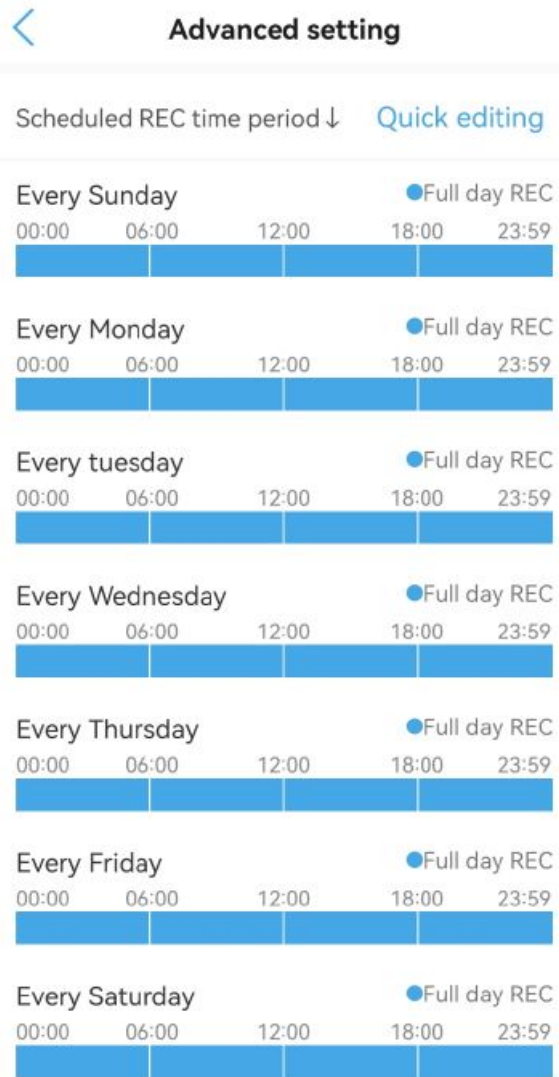 Advanced setting
Scheduled REC time period↓ Quick editing
Every Sunday ●Full day REC
00:00 06:00 12:00 18:00 23:59
Every Monday ●Full day REC
00:00 06:00 12:00 18:00 23:59
Every tuesday ●Full day REC
00:00 06:00 12:00 18:00 23:59
Every Wednesday ●Full day REC
00:00 06:00 12:00 18:00 23:59
Every Thursday ●Full day REC
00:00 06:00 12:00 18:00 23:59
Every Friday ●Full day REC
00:00 06:00 12:00 18:00 23:59
Every Saturday ●Full day REC
00:00 06:00 12:00 18:00 23:59